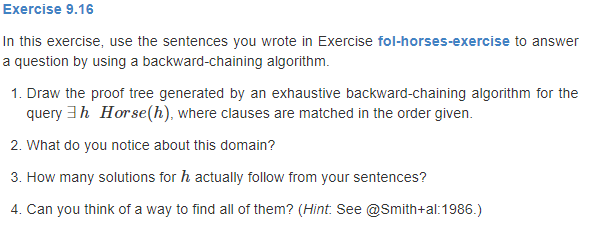 Exercise 9.16
In this exercise, use the sentences you wrote in Exercise fol-horses-exercise to answer
a question by using a backward-chaining algorithm.
1. Draw the proof tree generated by an exhaustive backward-chaining algorithm for the
query ∃h Horse(h), where clauses are matched in the order given.
2. What do you notice about this domain?
3. How many solutions for h actually follow from your sentences?
4. Can you think of a way to find all of them? (Hint: See @Smith+al:1986.)